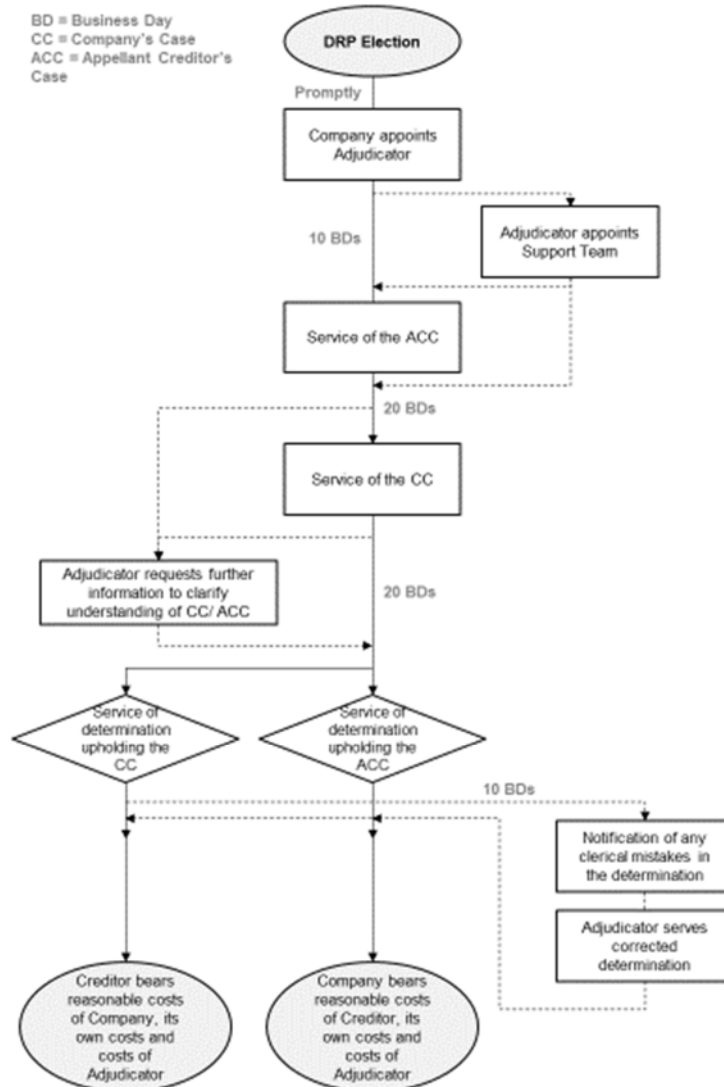 BD = Business Day
CC = Company's Case
ACC = Appellant Creditor's
Case
DRP Election
Promptly
Company appoints
Adjudicator
10 BDs
Adjudicator appoints
Support Team
Service of the ACC
20 BDs
Service of the CC
Adjudicator requests further
information to clarify
understanding of CC/ ACC
20 BDs
Service of
determination
upholding the
CC
Service of
determination
upholding the
ACC
10 BDs
Notification of any
clerical mistakes in
the determination
Adjudicator serves
corrected
determination
Creditor bears
reasonable costs
of Company, its
own costs and
costs of
Adjudicator
Company bears
reasonable costs
of Creditor, its
own costs and
costs of
Adjudicator